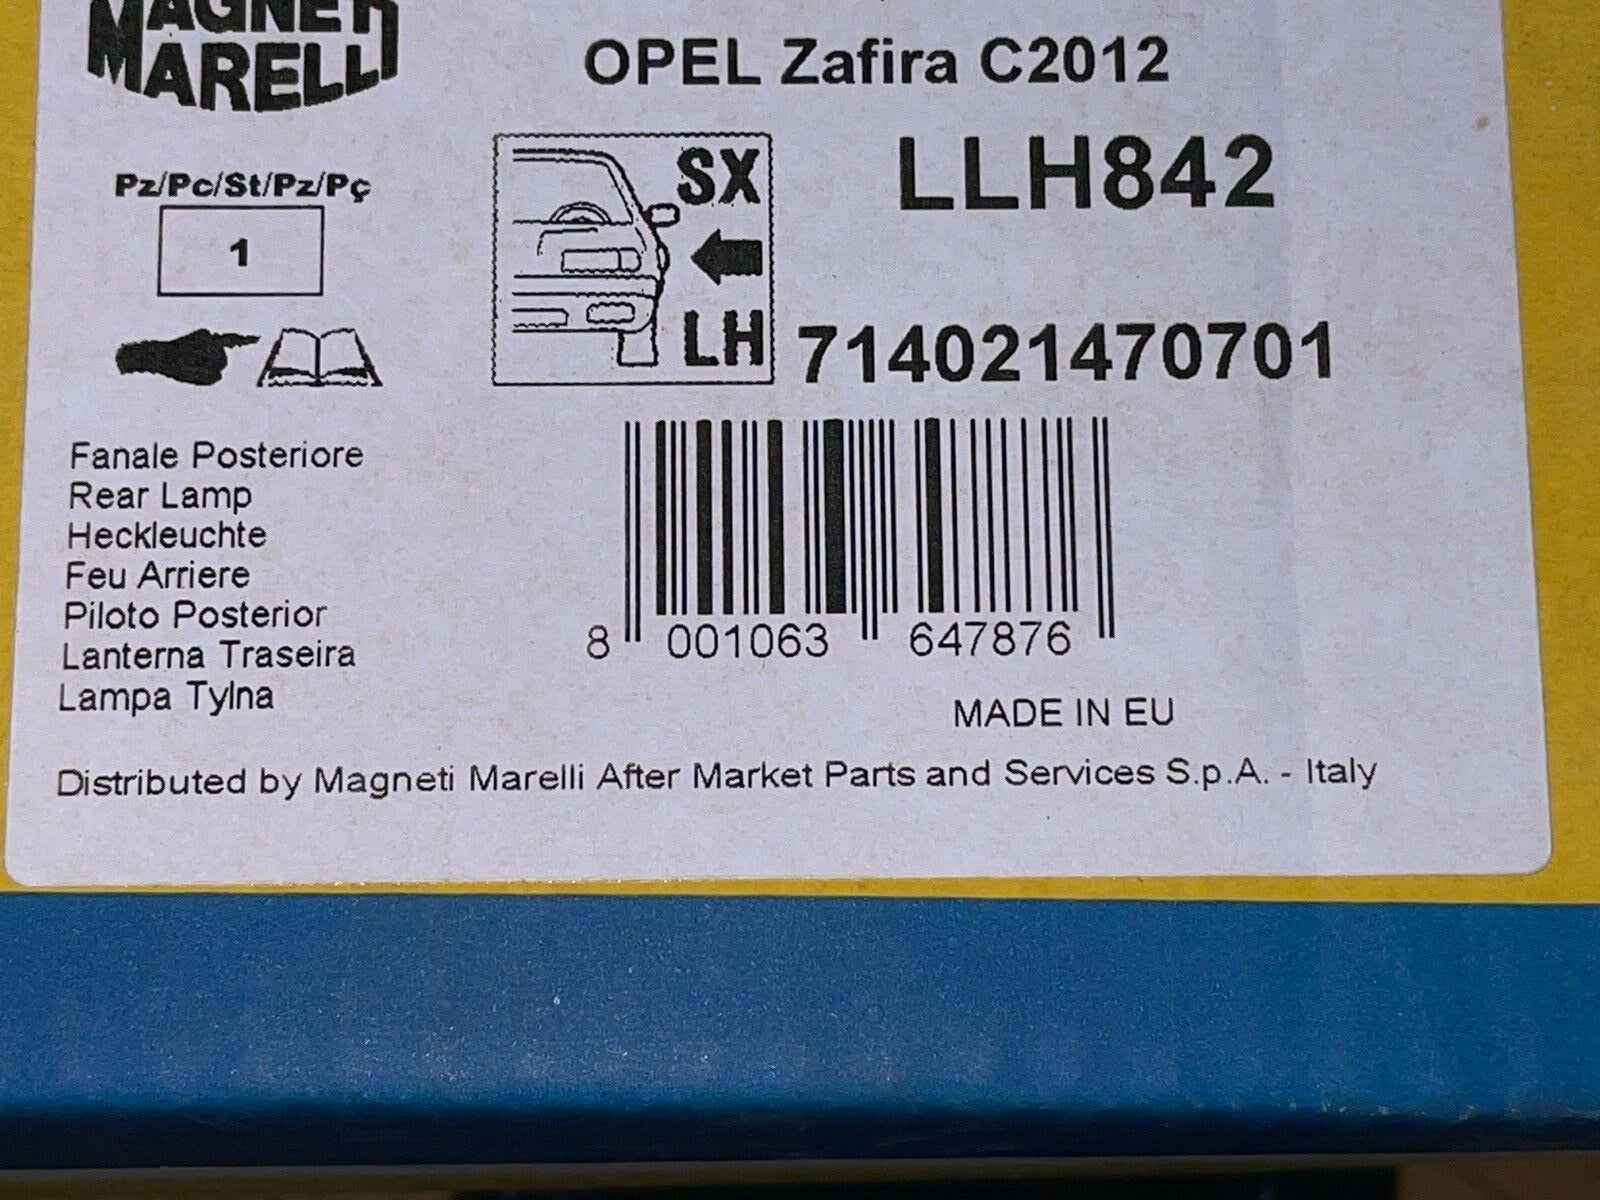 MAGNETI
MARELLI
OPEL Zafira C2012
LLH842
Pz/Pc/St/Pz/Pç
1
SX
LH
714021470701
Fanale Posteriore
Rear Lamp
Heckleuchte
Feu Arriere
Piloto Posterior
Lanterna Traseira
Lampa Tylna
8 001063 647876
MADE IN EU
Distributed by Magneti Marelli After Market Parts and Services S.p.A. - Italy